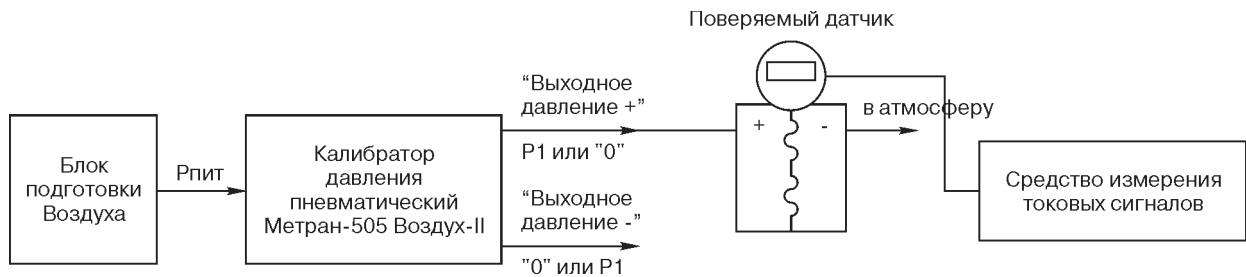 Поверяемый датчик
“Выходное
давление +”
в атмосферу
+
-
Блок
подготовки
Воздуха
Рпит
Калибратор
давления
пневматический
Метран-505 Воздух-II
Р1 или "0"
“Выходное
давление -”
"0" или Р1
Средство измерения
токовых сигналов